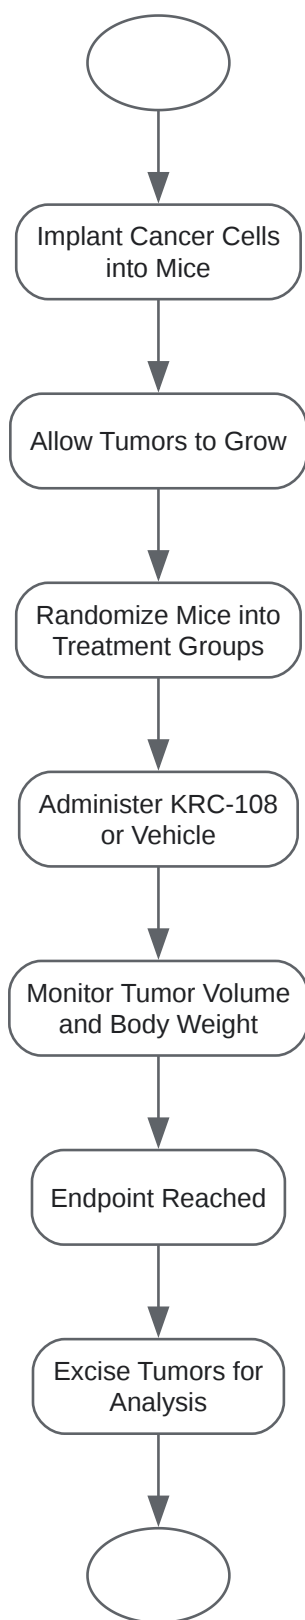 Implant Cancer Cells
into Mice
Allow Tumors to Grow
Randomize Mice into
Treatment Groups
Administer KRC-108
or Vehicle
Monitor Tumor Volume
and Body Weight
Endpoint Reached
Excise Tumors for
Analysis